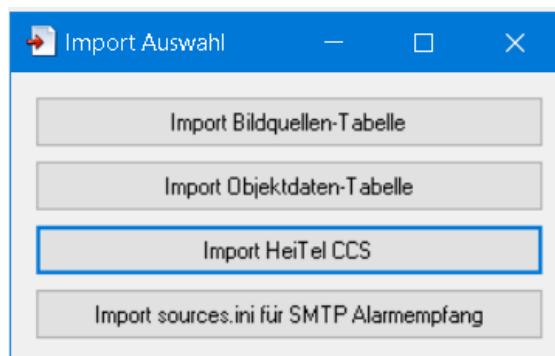 Import Auswahl
Import Bildquellen-Tabelle
Import Objektdaten-Tabelle
Import HeiTel CCS
Import sources.ini für SMTP Alarmempfang